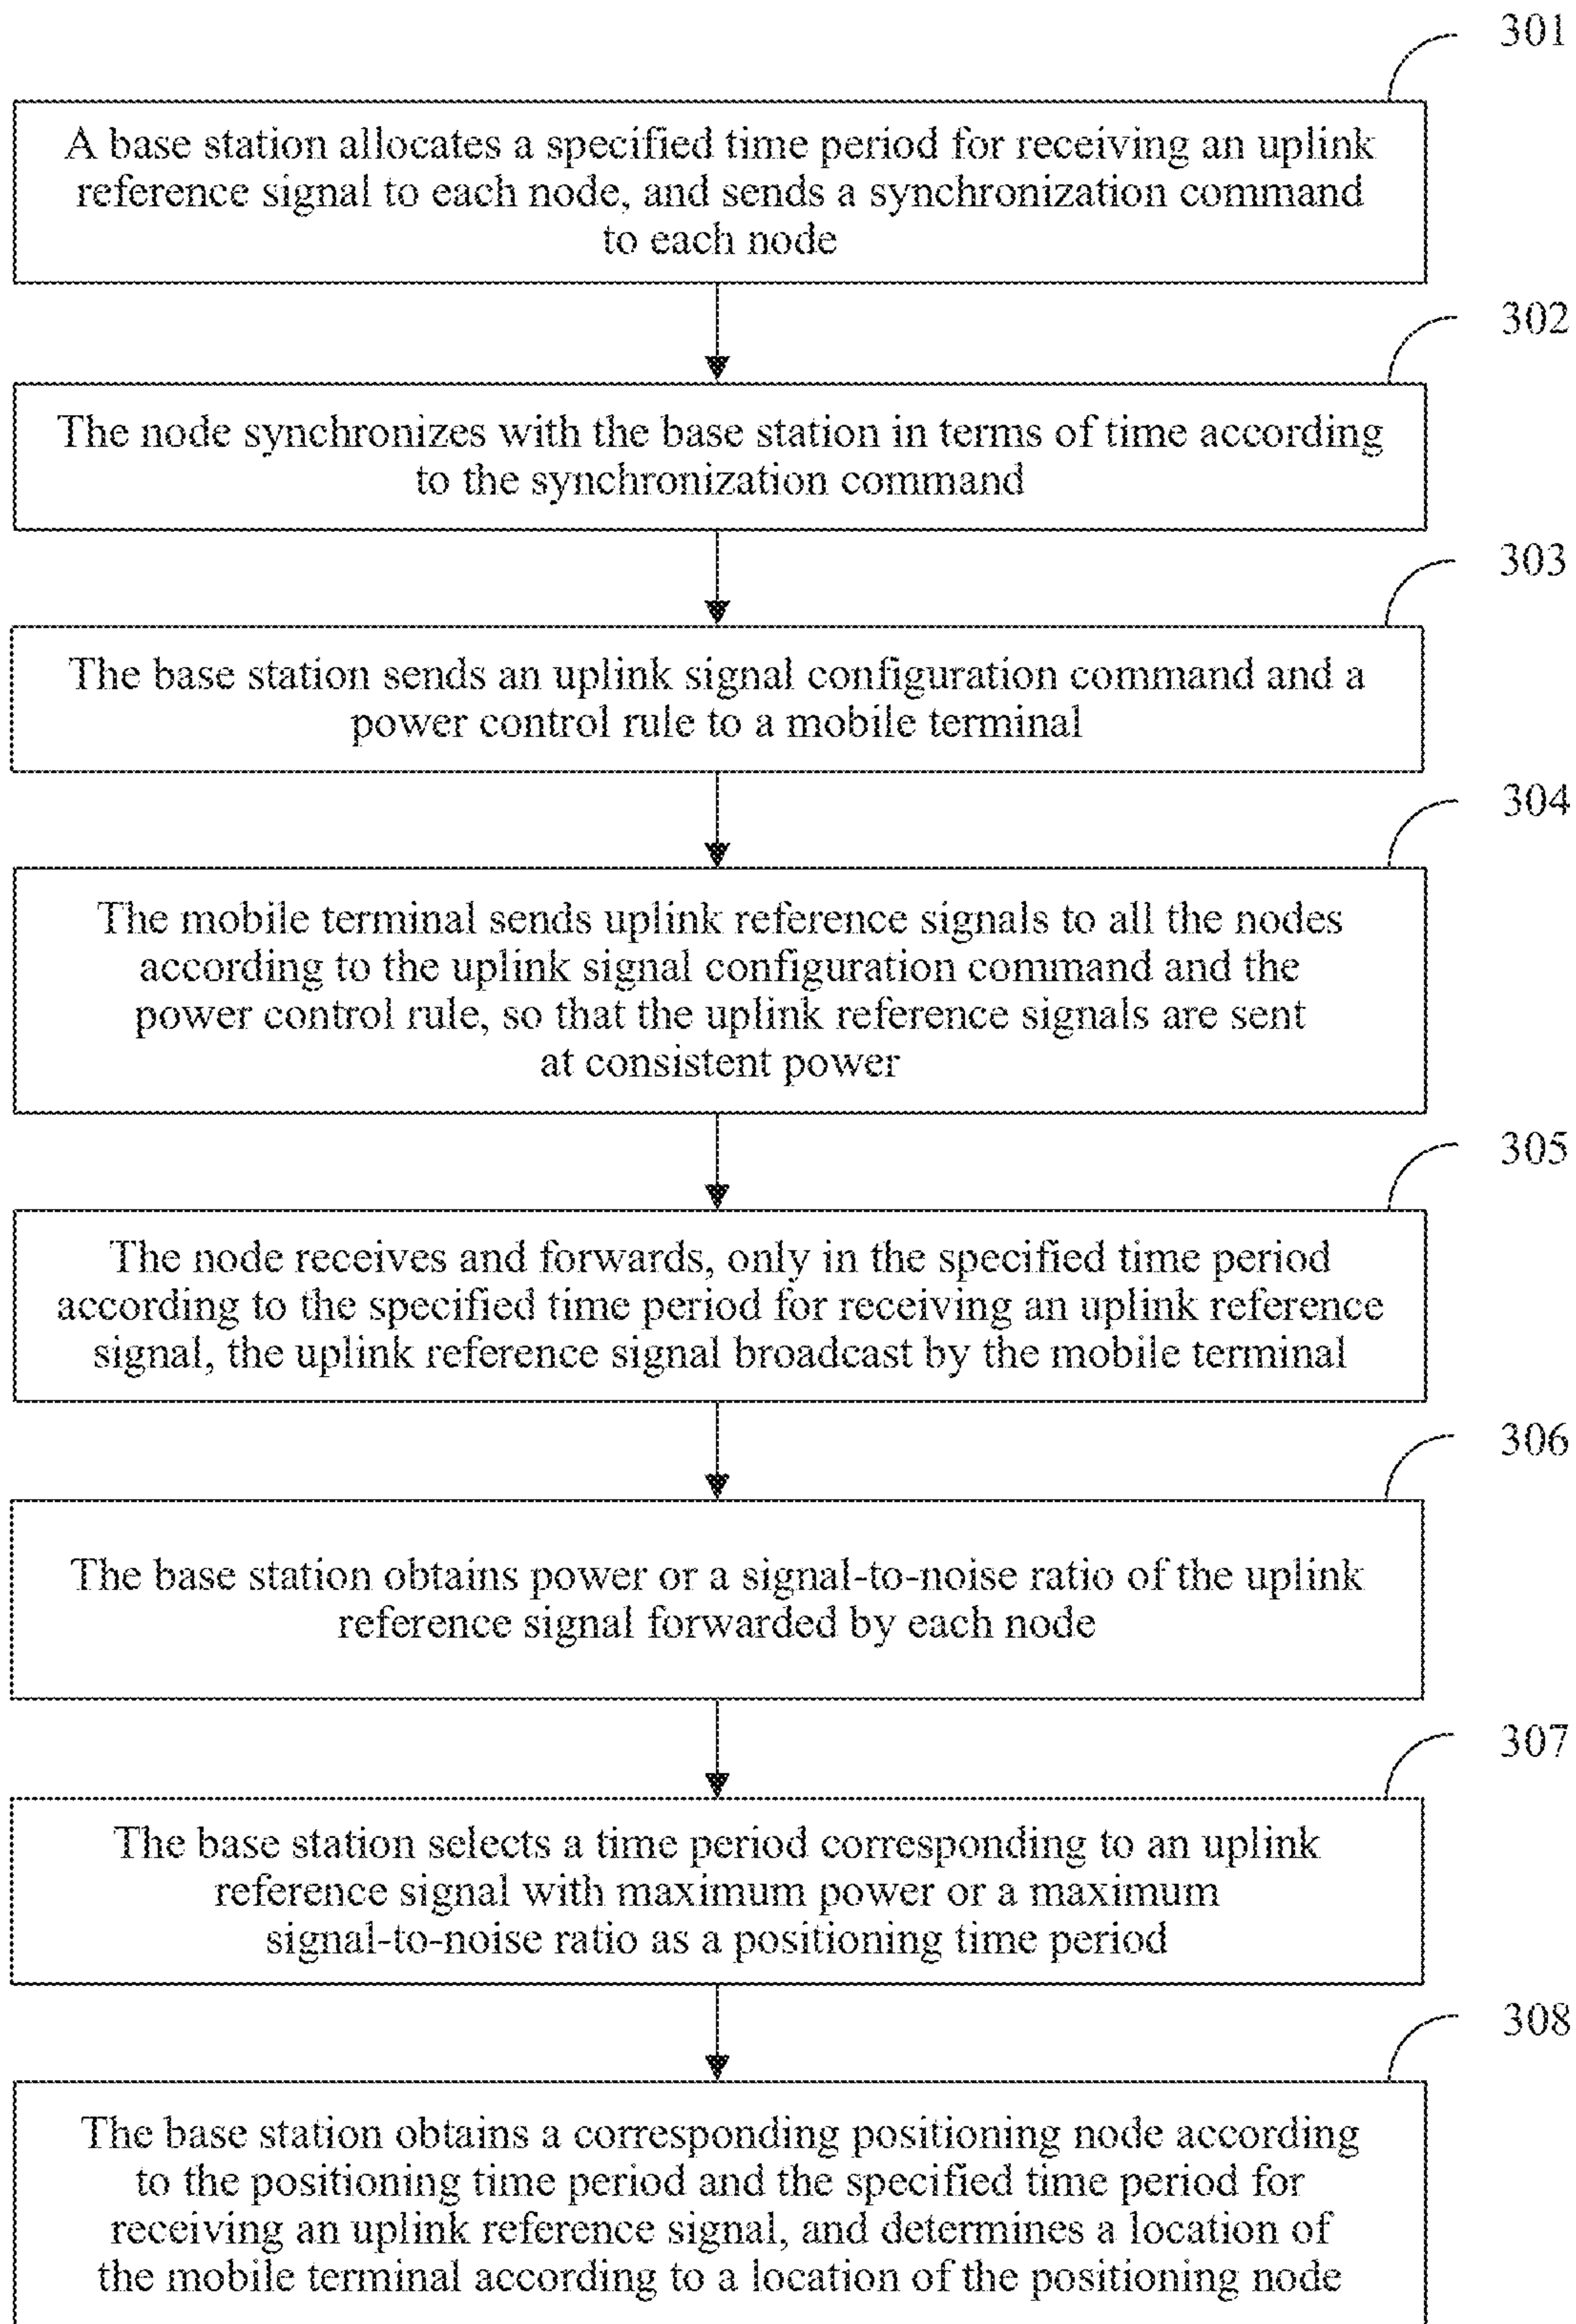 301
A base station allocates a specified time period for receiving an uplink
reference signal to each node, and sends a synchronization command
to each node
302
The node synchronizes with the base station in terms of time according
to the synchronization command
303
The base station sends an uplink signal configuration command and a
power control rule to a mobile terminal
304
The mobile terminal sends uplink reference signals to all the nodes
according to the uplink signal configuration command and the
power control rule, so that the uplink reference signals are sent
at consistent power
305
The node receives and forwards, only in the specified time period
according to the specified time period for receiving an uplink reference
signal, the uplink reference signal broadcast by the mobile terminal
306
The base station obtains power or a signal-to-noise ratio of the uplink
reference signal forwarded by each node
307
The base station selects a time period corresponding to an uplink
reference signal with maximum power or a maximum
signal-to-noise ratio as a positioning time period
308
The base station obtains a corresponding positioning node according
to the positioning time period and the specified time period for
receiving an uplink reference signal, and determines a location of
the mobile terminal according to a location of the positioning node